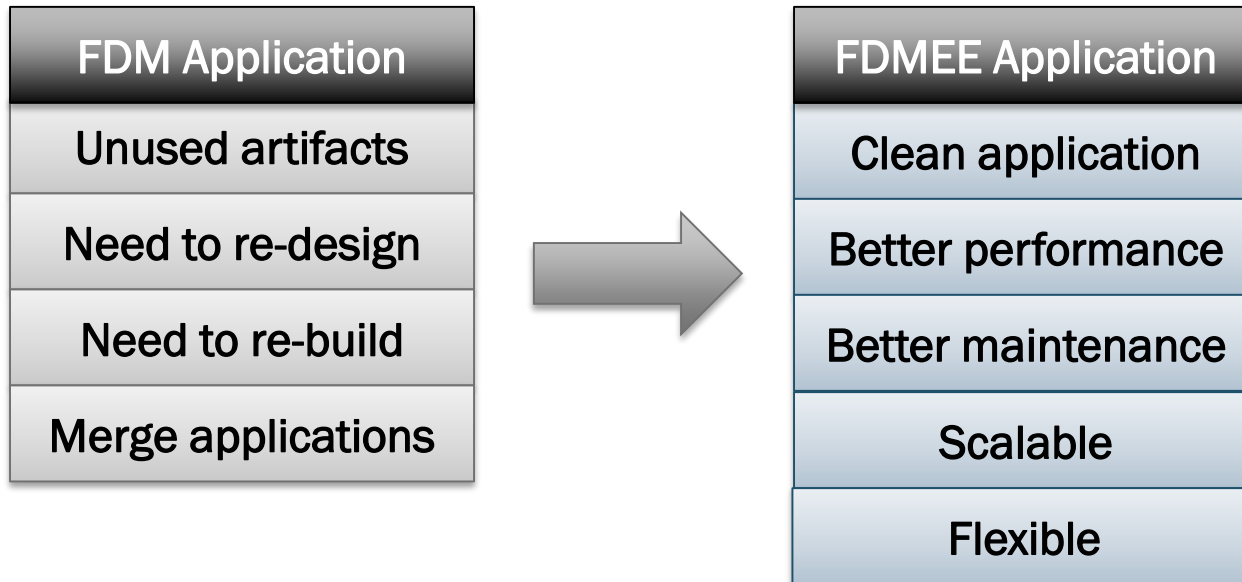 FDM Application
Unused artifacts
Need to re-design
Need to re-build
Merge applications
FDMEE Application
Clean application
Better performance
Better maintenance
Scalable
Flexible